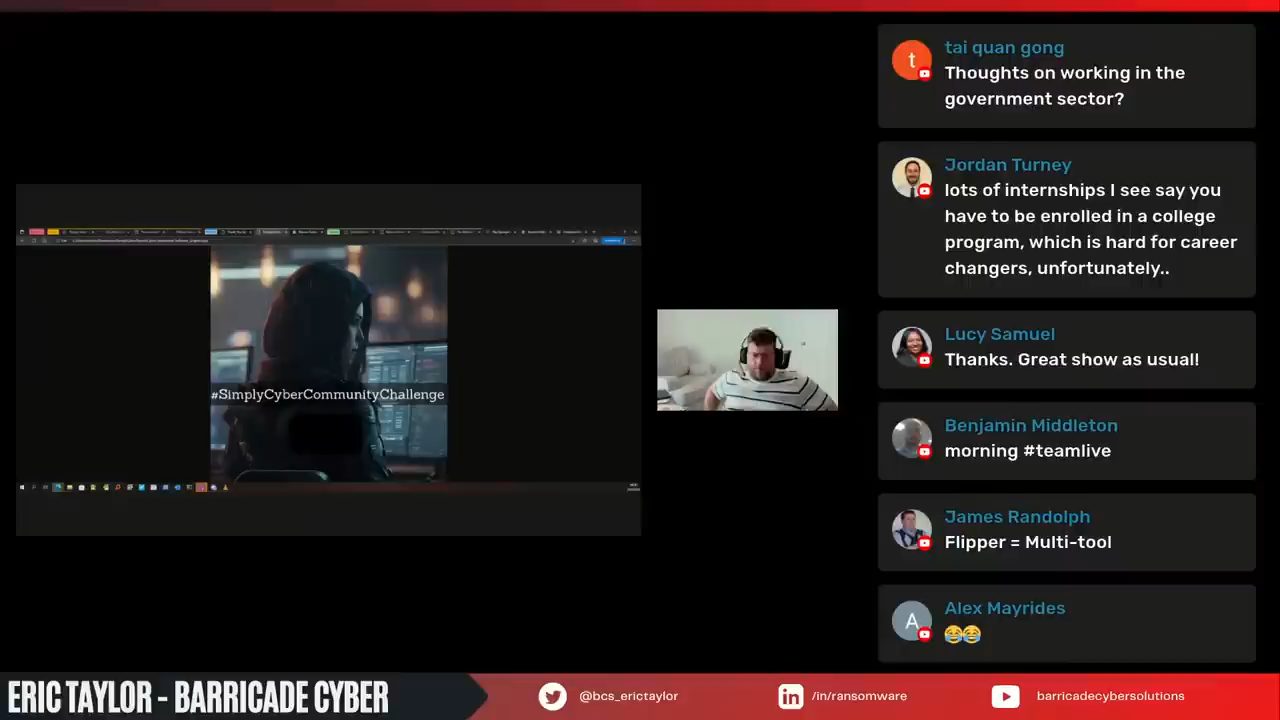 #SimplyCyberCommunityChallenge
t
tai quan gong
Thoughts on working in the
government sector?
Jordan Turney
lots of internships I see say you
have to be enrolled in a college
program, which is hard for career
changers, unfortunately..
Lucy Samuel
Thanks. Great show as usual!
Benjamin Middleton
morning #teamlive
James Randolph
Flipper = Multi-tool
A
Alex Mayrides
😂😂
ERIC TAYLOR - BARRICADE CYBER
@bcs_erictaylor
in
/in/ransomware
barricadecybersolutions